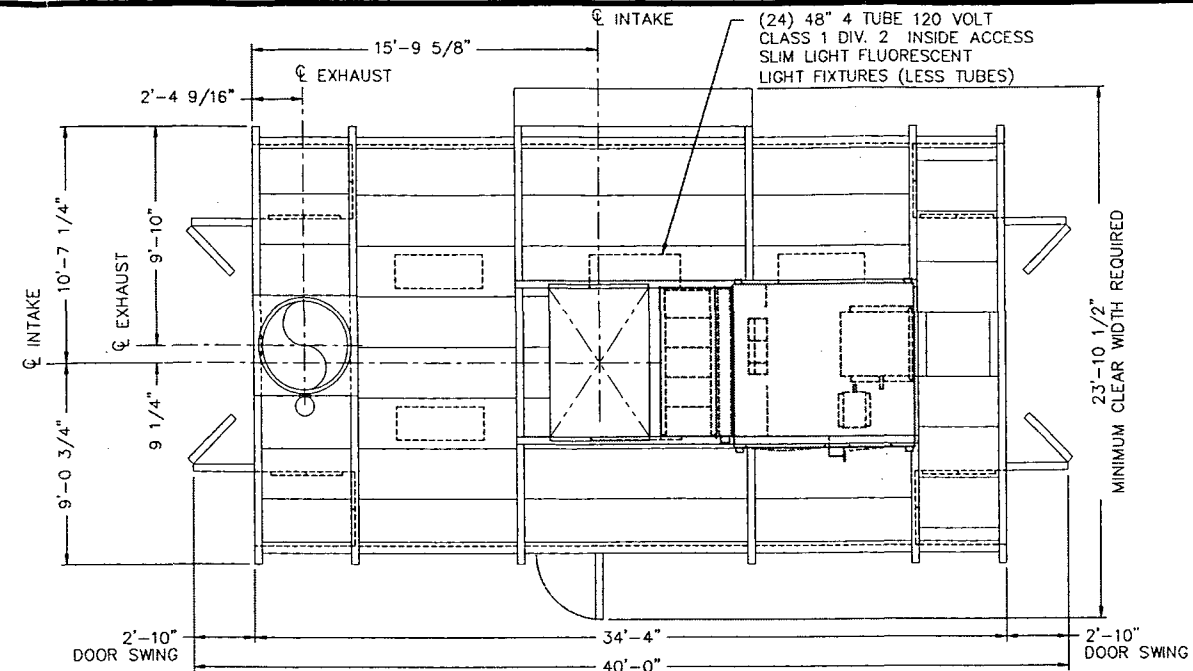 ℄ INTAKE
(24) 48" 4 TUBE 120 VOLT
CLASS 1 DIV. 2 INSIDE ACCESS
SLIM LIGHT FLUORESCENT
LIGHT FIXTURES (LESS TUBES)
15'-9 5/8"
℄ EXHAUST
2'-4 9/16"
℄ INTAKE
10'-7 1/4"
℄ EXHAUST
9'-10"
9'-0 3/4"
9 1/4"
23'-10 1/2"
MINIMUM CLEAR WIDTH REQUIRED
2'-10"
DOOR SWING
34'-4"
2'-10"
DOOR SWING
40'-0"